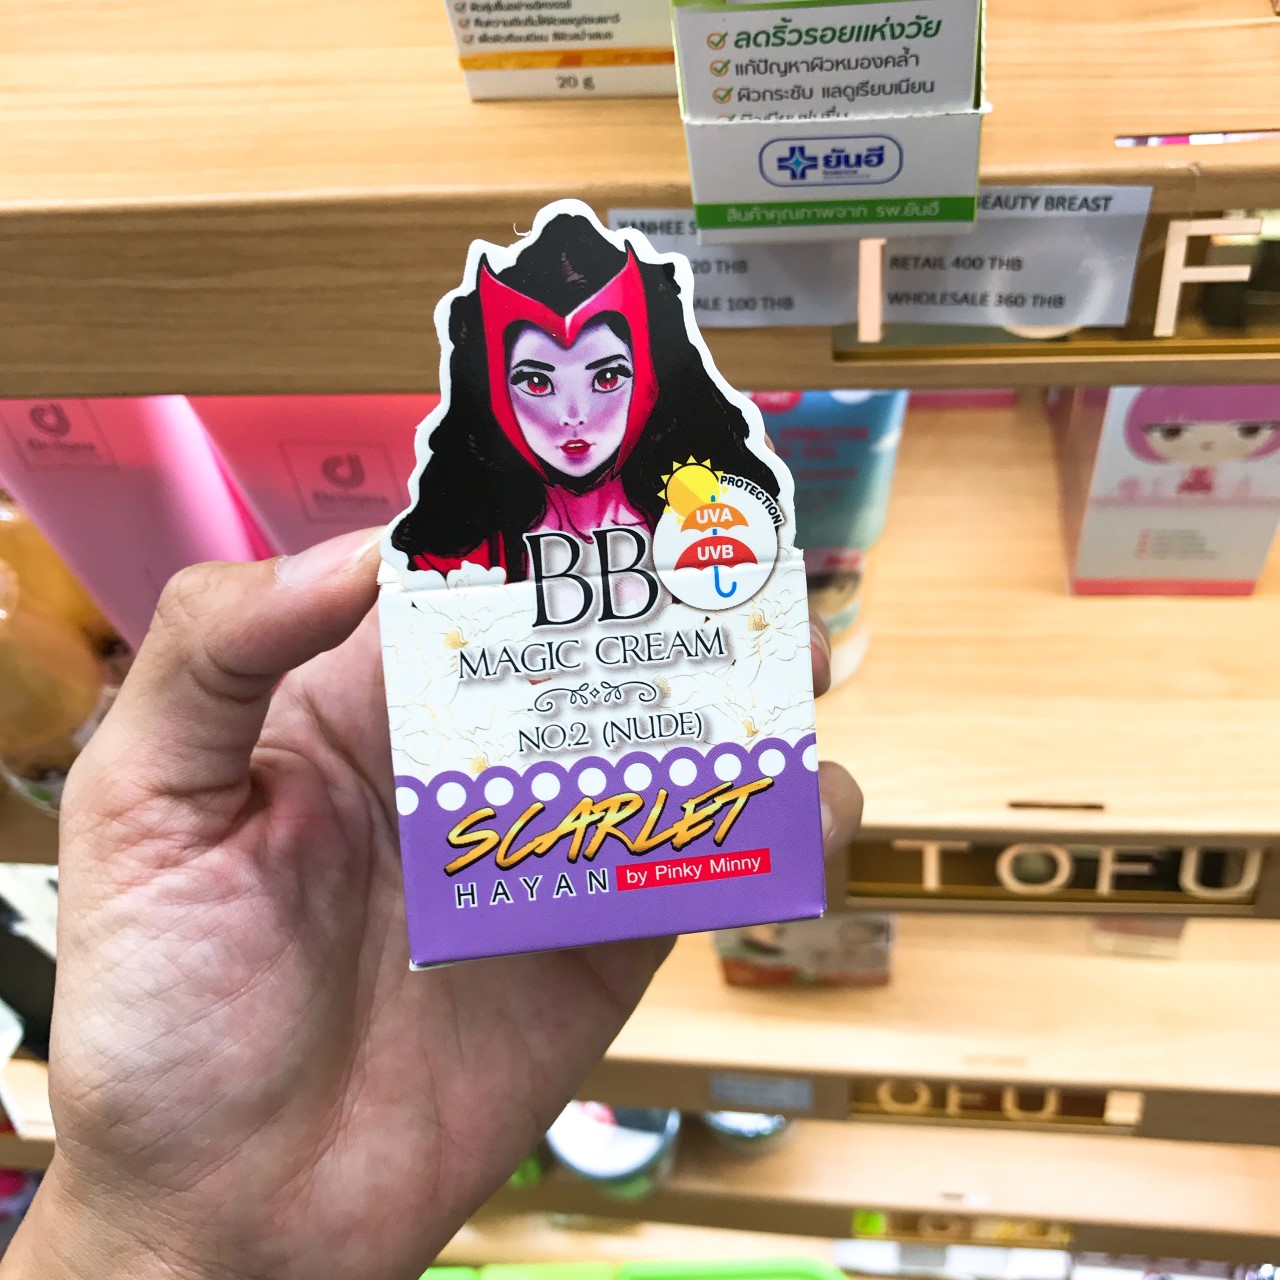 20 g
ลดริ้วรอยแห่งวัย
แก้ปัญหาผิวหมองคล้ำ
ผิวกระชับ แลดูเรียบเนียน
ยันฮี
สินค้าคุณภาพจาก รพ.ยันฮี
YANHEE
20 THB
ALE 100 THB
EAUTY BREAST
RETAIL 400 THB
WHOLESALE 360 THB
F
PROTECTION
UVA
UVB
BB
MAGIC CREAM
NO.2 (NUDE)
SCARLET
HAYAN by Pinky Minny
TOFU
OFU